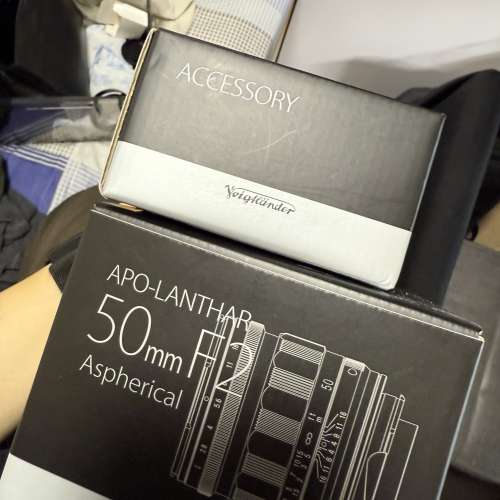 ACCESSORY
Voigtländer
APO-LANTHAR
50mm F2
Aspherical